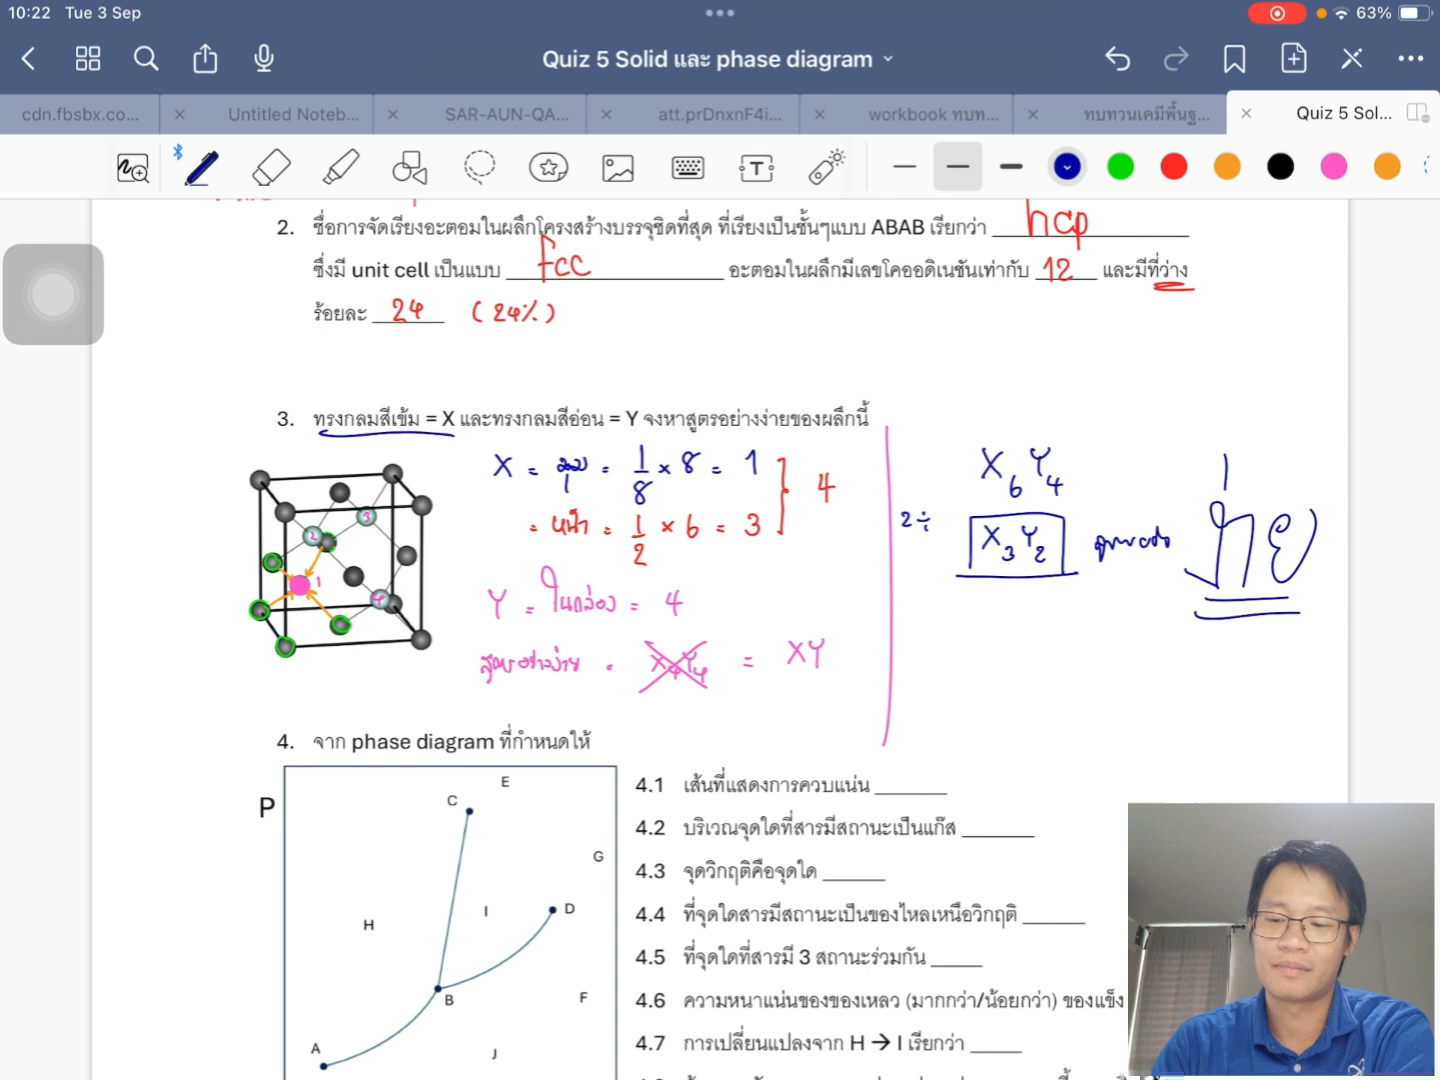 10:22 Tue 3 Sep
63%
Quiz 5 Solid และ phase diagram
cdn.fbsbx.co...
Untitled Noteb...
SAR-AUN-QA...
att.prDnxnF4i...
workbook ทบท...
ทบทวนเคมีพื้นฐ...
Quiz 5 Sol...
2. ชื่อการจัดเรียงอะตอมในผลึกโครงสร้างบรรจุชิดที่สุด ที่เรียงเป็นชั้นๆแบบ ABAB เรียกว่า hcp
ซึ่งมี unit cell เป็นแบบ fcc อะตอมในผลึกมีเลขโคออดิเนชันเท่ากับ 12 และมีที่ว่าง
ร้อยละ 24 (24%)
3. ทรงกลมสีเข้ม = X และทรงกลมสีอ่อน = Y จงหาสูตรอย่างง่ายของผลึกนี้
X = มุม = 1/8 × 8 = 1
= หน้า = 1/2 × 6 = 3
4
Y = ในกล่อง = 4
สูตรอย่างง่าย = X4Y4 = XY
X6Y4
2÷ X3Y2
1
2
3
4
4. จาก phase diagram ที่กำหนดให้
P
C
E
G
H
I
D
B
F
A
J
4.1 เส้นที่แสดงการควบแน่น
4.2 บริเวณจุดใดที่สารมีสถานะเป็นแก๊ส
4.3 จุดวิกฤติคือจุดใด
4.4 ที่จุดใดสารมีสถานะเป็นของไหลเหนือวิกฤติ
4.5 ที่จุดใดที่สารมี 3 สถานะร่วมกัน
4.6 ความหนาแน่นของของเหลว (มากกว่า/น้อยกว่า) ของแข็ง
4.7 การเปลี่ยนแปลงจาก H → I เรียกว่า